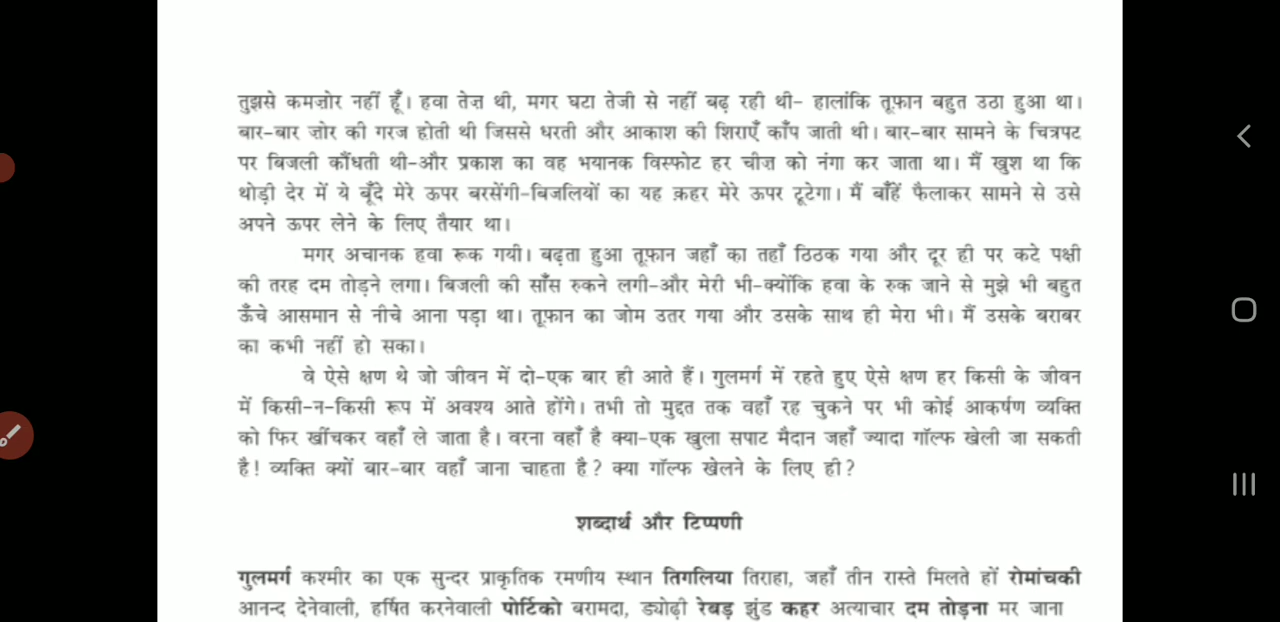 तुझसे कमज़ोर नहीं हूँ। हवा तेज़ थी, मगर घटा तेजी से नहीं बढ़ रही थी- हालांकि तूफ़ान बहुत उठा हुआ था।
बार-बार ज़ोर की गरज होती थी जिससे धरती और आकाश की शिराएँ काँप जाती थी। बार-बार सामने के चित्रपट
पर बिजली कौंधती थी-और प्रकाश का वह भयानक विस्फोट हर चीज़ को नंगा कर जाता था। मैं खुश था कि
थोड़ी देर में ये बूँदे मेरे ऊपर बरसेंगी-बिजलियों का यह क़हर मेरे ऊपर टूटेगा। मैं बाँहें फैलाकर सामने से उसे
अपने ऊपर लेने के लिए तैयार था।
मगर अचानक हवा रूक गयी। बढ़ता हुआ तूफ़ान जहाँ का तहाँ ठिठक गया और दूर ही पर कटे पक्षी
की तरह दम तोड़ने लगा। बिजली की साँस रुकने लगी-और मेरी भी-क्योंकि हवा के रुक जाने से मुझे भी बहुत
ऊँचे आसमान से नीचे आना पड़ा था। तूफ़ान का जोम उतर गया और उसके साथ ही मेरा भी। मैं उसके बराबर
का कभी नहीं हो सका।
वे ऐसे क्षण थे जो जीवन में दो-एक बार ही आते हैं। गुलमर्ग में रहते हुए ऐसे क्षण हर किसी के जीवन
में किसी-न-किसी रूप में अवश्य आते होंगे। तभी तो मुद्दत तक वहाँ रह चुकने पर भी कोई आकर्षण व्यक्ति
को फिर खींचकर वहाँ ले जाता है। वरना वहाँ है क्या-एक खुला सपाट मैदान जहाँ ज्यादा गॉल्फ खेली जा सकती
है! व्यक्ति क्यों बार-बार वहाँ जाना चाहता है? क्या गॉल्फ खेलने के लिए ही?
शब्दार्थ और टिप्पणी
गुलमर्ग कश्मीर का एक सुन्दर प्राकृतिक रमणीय स्थान तिगलिया तिराहा, जहाँ तीन रास्ते मिलते हों रोमांचकी
आनन्द देनेवाली, हर्षित करनेवाली पोर्टिको बरामदा, ड्योढ़ी रेबड़ झुंड कहर अत्याचार दम तोड़ना मर जाना